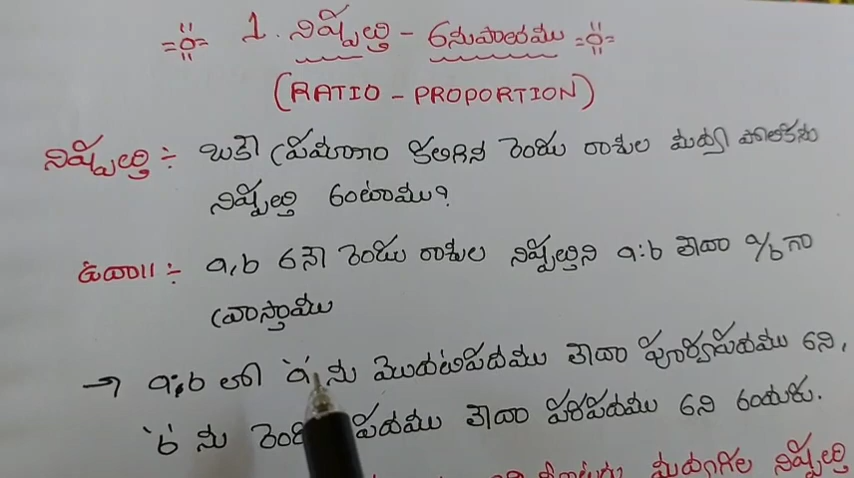 1. నిష్పత్తి - అనుపాతము
(RATIO - PROPORTION)
నిష్పత్తి :- ఒకే ప్రమాణం కలిగిన రెండు రాశుల మధ్య పోలికను
నిష్పత్తి అంటాము?
ఉదా॥ :- a,b అనే రెండు రాశుల నిష్పత్తిని a:b లేదా a/b గా
వ్రాస్తాము
→ a:b లో 'a' ను మొదటిపదము లేదా పూర్వపదము అని,
'b' ను పదము లేదా పరపదము అని అందురు.
నిష్పత్తి